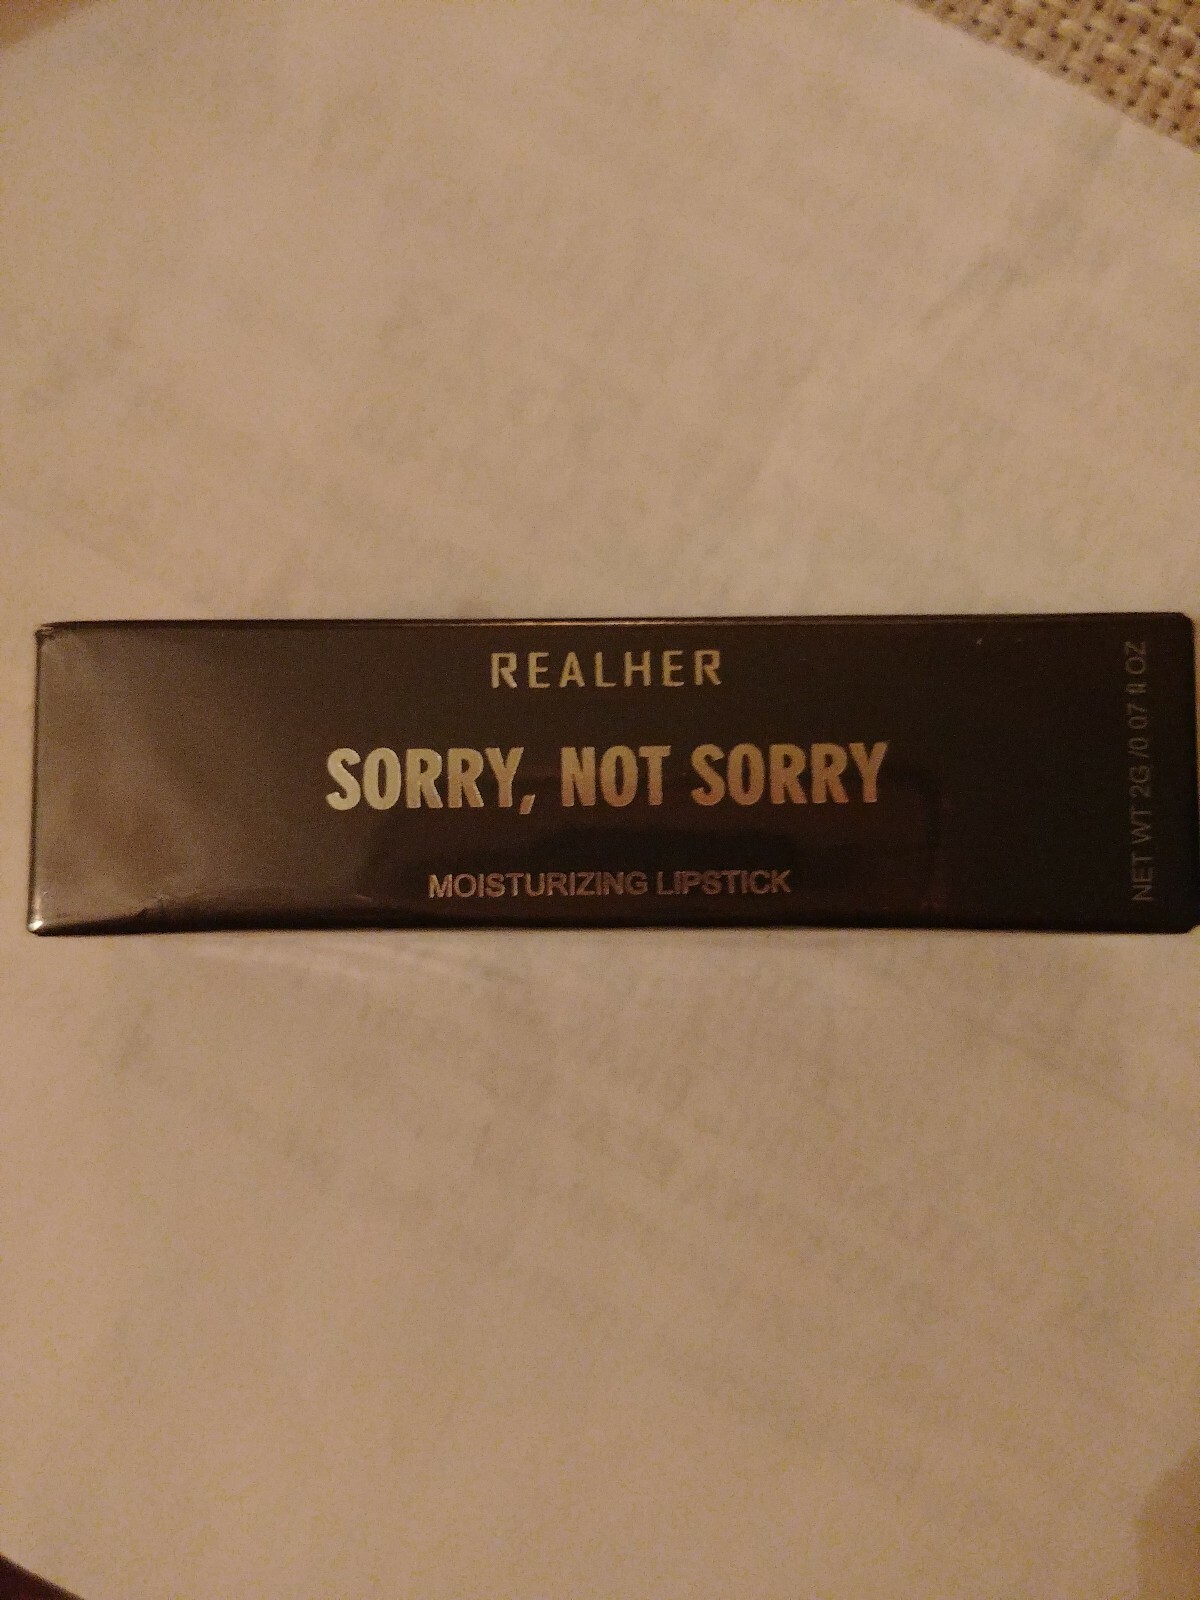 REALHER
SORRY, NOT SORRY
MOISTURIZING LIPSTICK
NET WT 2G /0.07 fl OZ